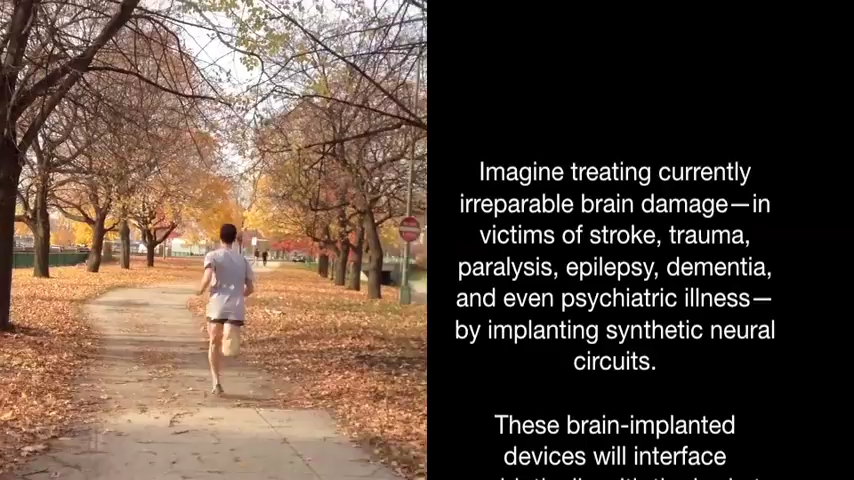 Imagine treating currently
irreparable brain damage—in
victims of stroke, trauma,
paralysis, epilepsy, dementia,
and even psychiatric illness—
by implanting synthetic neural
circuits.
These brain-implanted
devices will interface